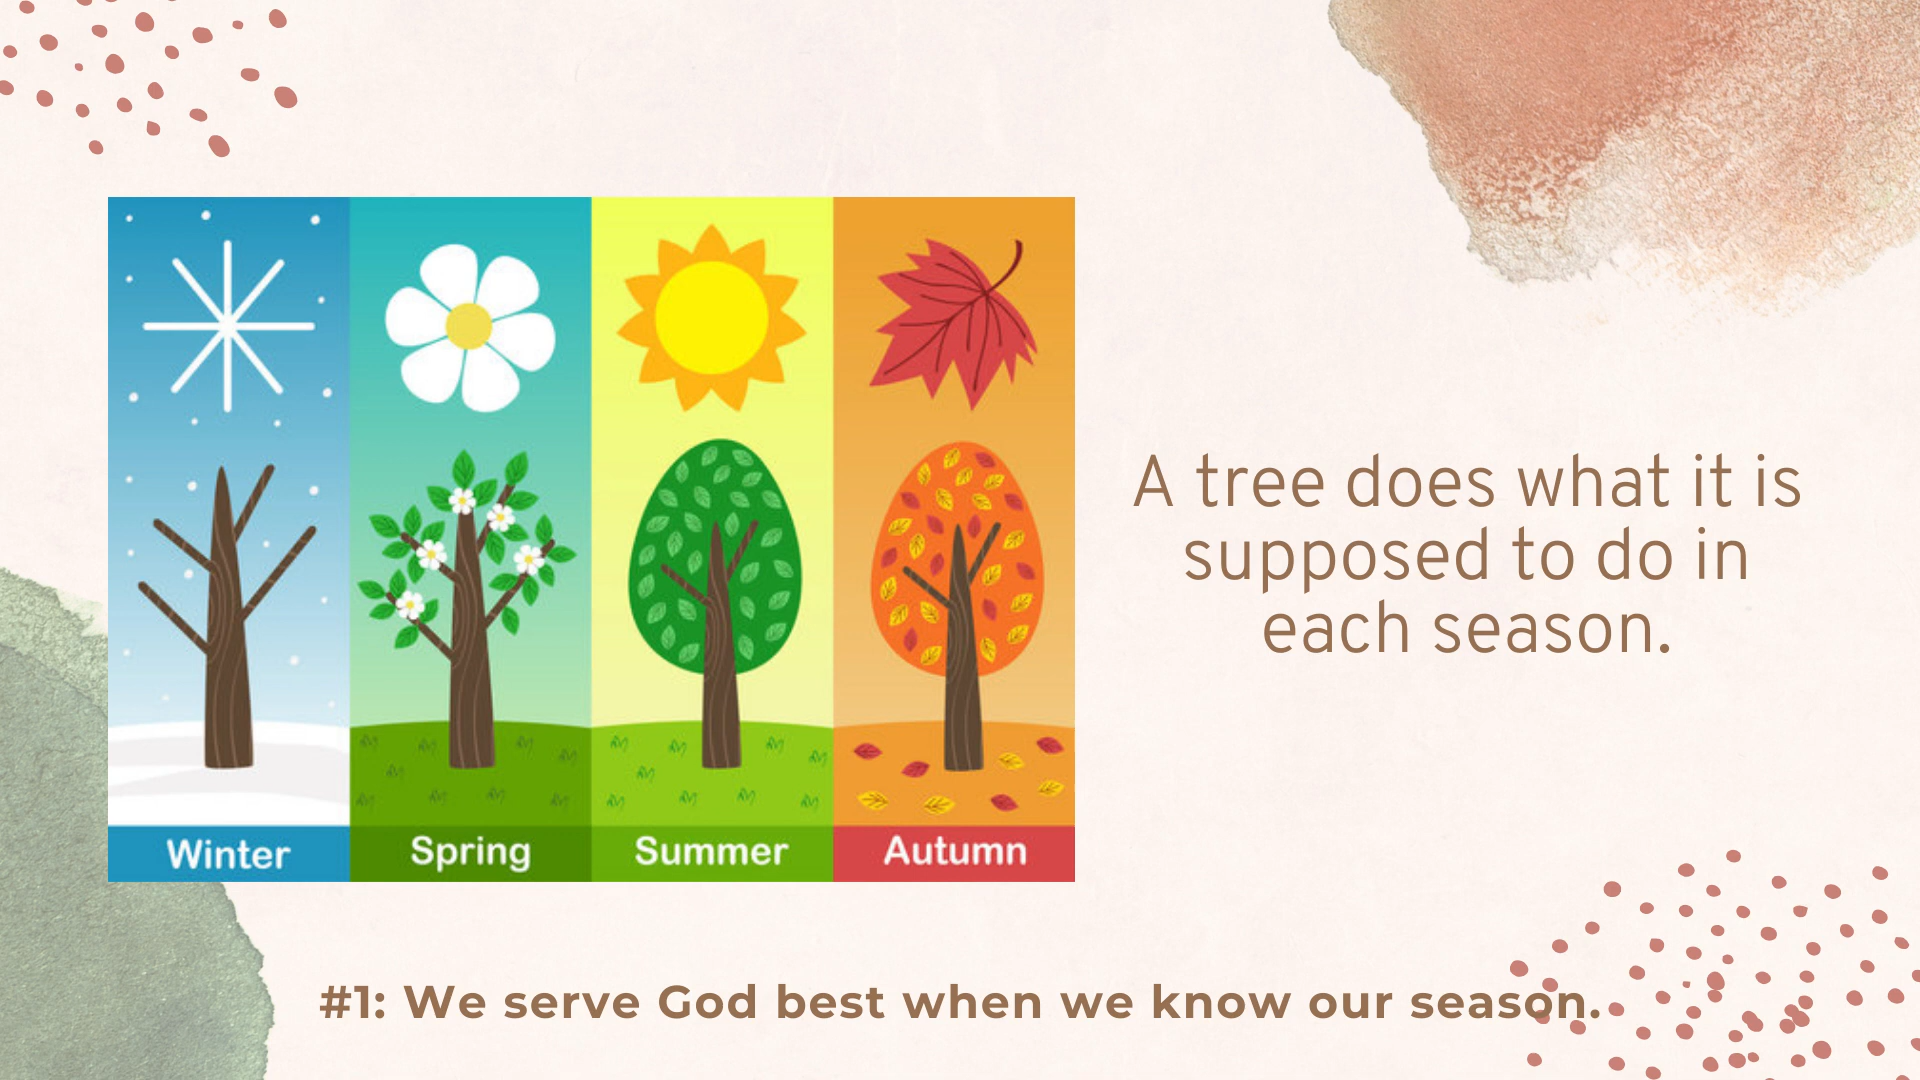 Winter
Spring
Summer
Autumn
A tree does what it is
supposed to do in
each season.
#1: We serve God best when we know our season.